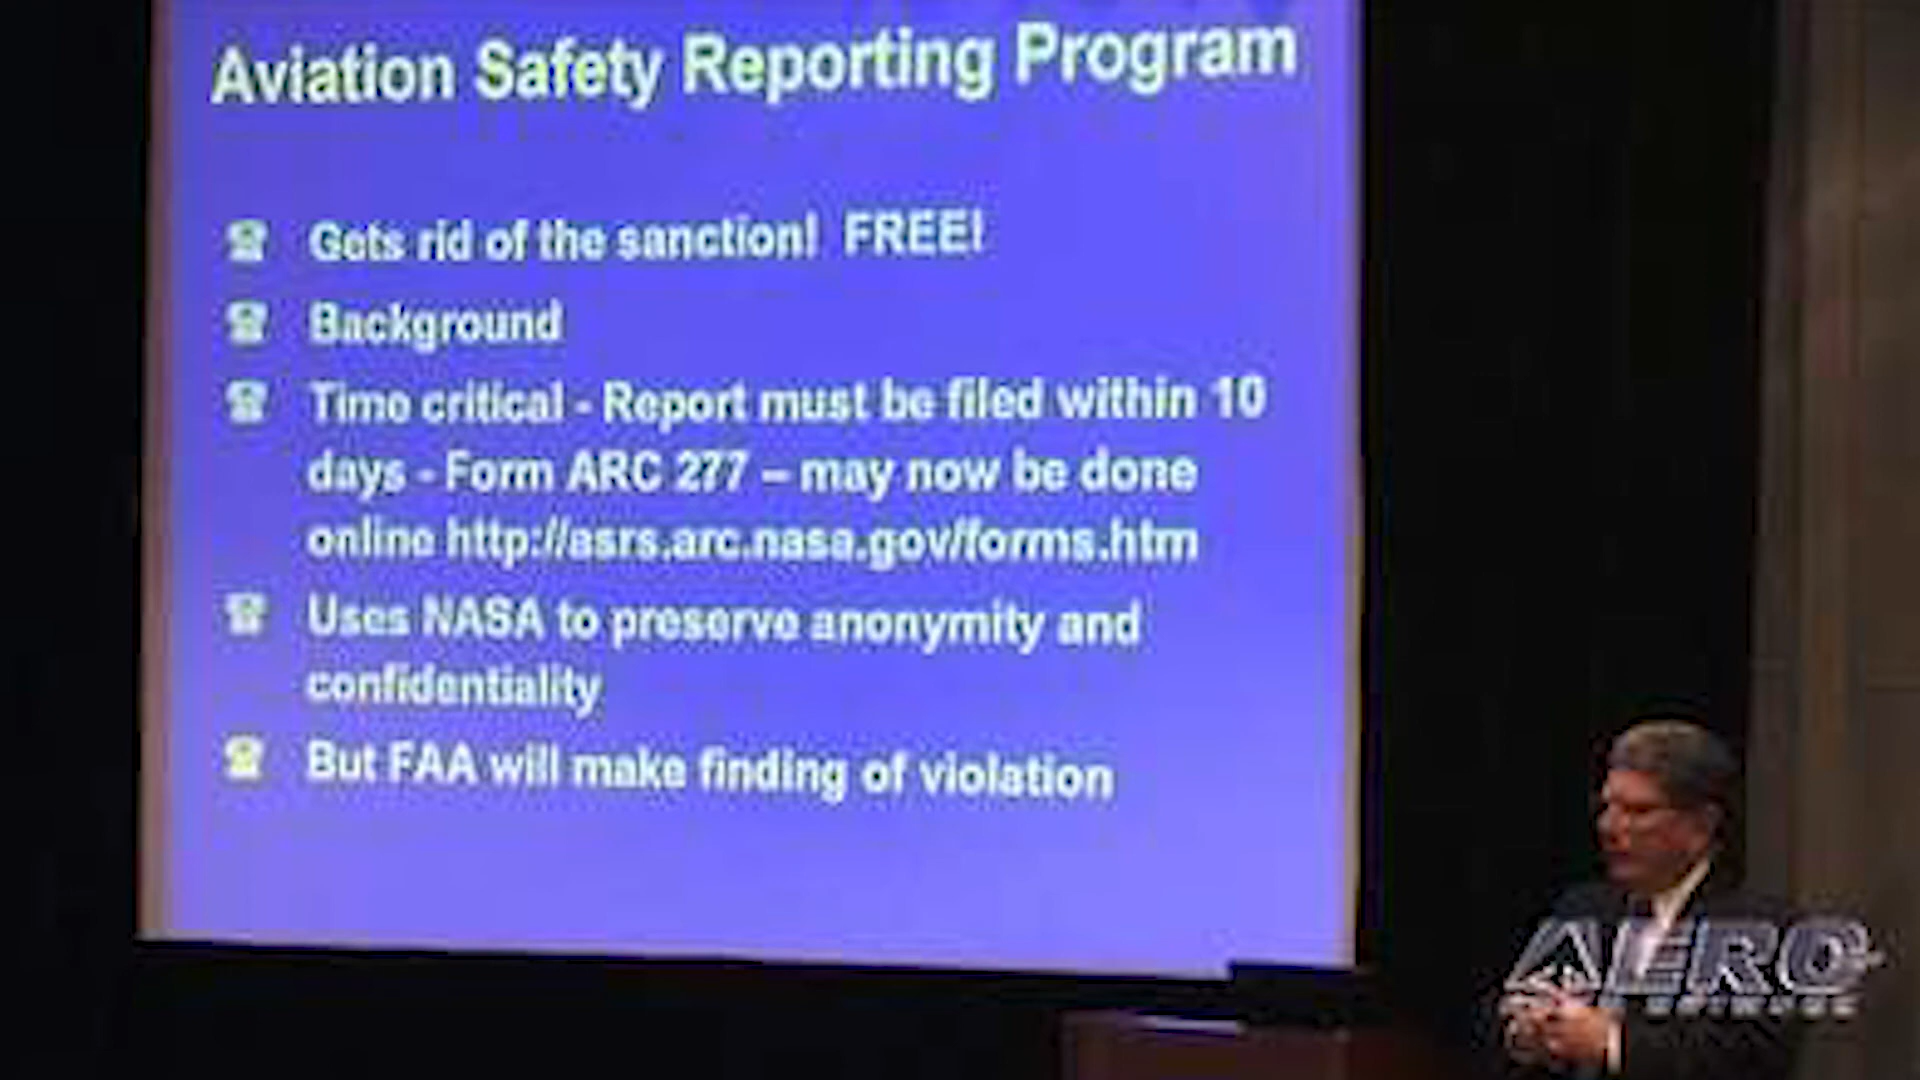 Aviation Safety Reporting Program
Gets rid of the sanction! FREE!
Background
Time critical - Report must be filed within 10
days - Form ARC 277 – may now be done
online http://asrs.arc.nasa.gov/forms.htm
Uses NASA to preserve anonymity and
confidentiality
But FAA will make finding of violation
AERO